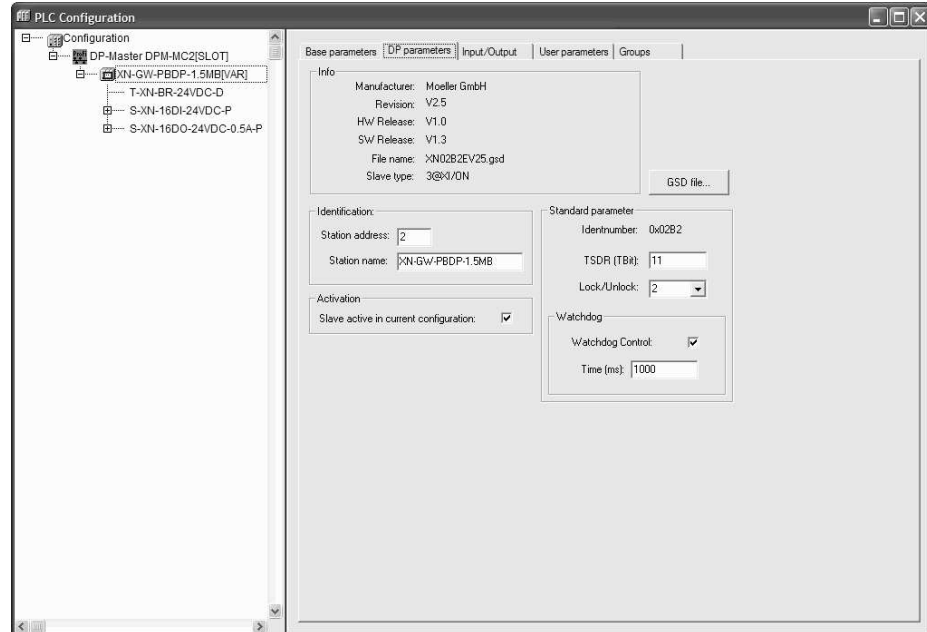 PLC Configuration
Configuration
DP-Master DPM-MC2[SLOT]
XN-GW-PBDP-1.5MB[VAR]
T-XN-BR-24VDC-D
S-XN-16DI-24VDC-P
S-XN-16DO-24VDC-0.5A-P
Base parameters DP parameters Input/Output User parameters Groups
Info
Manufacturer: Moeller GmbH
Revision: V2.5
HW Release: V1.0
SW Release: V1.3
File name: XN02B2EV25.gsd
Slave type: 3@XI/ON
GSD file...
Identification:
Station address: 2
Station name: XN-GW-PBDP-1.5MB
Activation
Slave active in current configuration:
Standard parameter
Identnumber: 0x02B2
TSDR (TBit): 11
Lock/Unlock: 2
Watchdog
Watchdog Control:
Time (ms): 1000